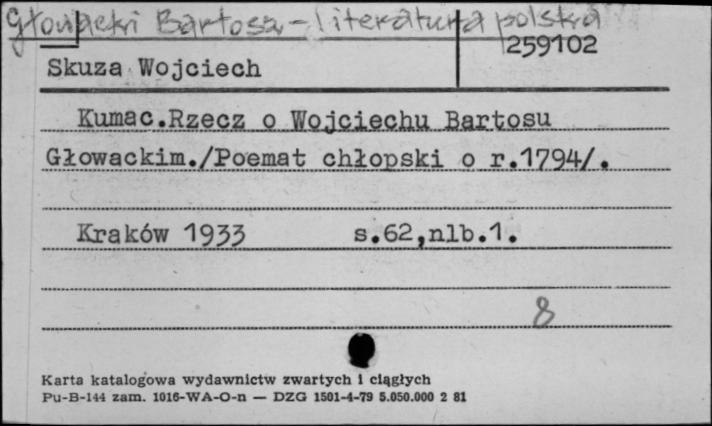 Głowacki Bartosz - literatura polska
259102
Skuza Wojciech
Kumac.Rzecz o Wojciechu Bartosu
Głowackim./Poemat chłopski o r.1794/.
Kraków 1933 s.62,nlb.1.
8
Karta katalogowa wydawnictw zwartych i ciągłych
Pu-B-144 zam. 1016-WA-O-n — DZG 1501-4-79 5.050.000 2 81